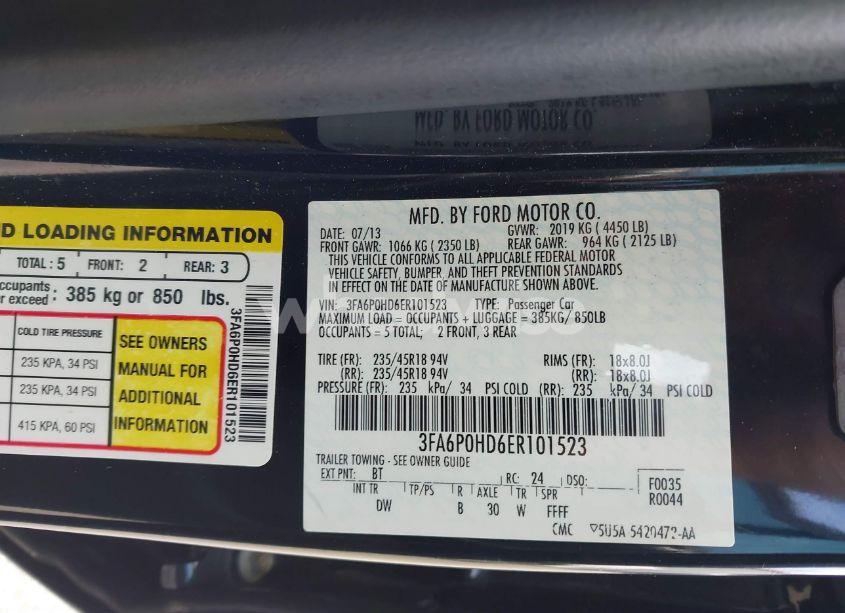 D LOADING INFORMATION
TOTAL: 5 FRONT: 2 REAR: 3
ccupants
er exceed: 385 kg or 850 lbs.
COLD TIRE PRESSURE
235 KPA, 34 PSI
235 KPA, 34 PSI
415 KPA, 60 PSI
SEE OWNERS
MANUAL FOR
ADDITIONAL
INFORMATION
3FA6P0HD6ER101523
MFD. BY FORD MOTOR CO.
MFD. BY FORD MOTOR CO.
DATE: 07/13 GVWR: 2019 KG ( 4450 LB)
FRONT GAWR: 1066 KG ( 2350 LB) REAR GAWR: 964 KG ( 2125 LB)
THIS VEHICLE CONFORMS TO ALL APPLICABLE FEDERAL MOTOR
VEHICLE SAFETY, BUMPER, AND THEFT PREVENTION STANDARDS
IN EFFECT ON THE DATE OF MANUFACTURE SHOWN ABOVE.
VIN: 3FA6P0HD6ER101523 TYPE: Passenger Car
MAXIMUM LOAD = OCCUPANTS + LUGGAGE = 385KG/ 850LB
OCCUPANTS = 5 TOTAL; 2 FRONT, 3 REAR
TIRE (FR): 235/45R18 94V RIMS (FR): 18x8.0J
(RR): 235/45R18 94V (RR): 18x8.0J
PRESSURE (FR): 235 kPa/ 34 PSI COLD (RR): 235 kPa/ 34 PSI COLD
3FA6P0HD6ER101523
TRAILER TOWING - SEE OWNER GUIDE
EXT PNT: BT RC: 24 DSO: F0035
INT TR TP/PS R AXLE TR SPR R0044
DW B 30 W FFFF
CMC 5U5A 5420472-AA